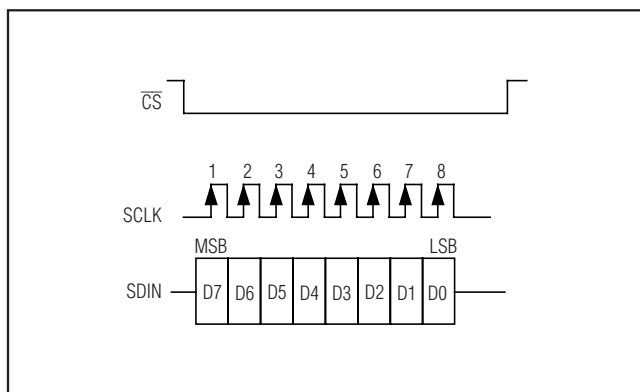 C̅S̅
1 2 3 4 5 6 7 8
SCLK
MSB LSB
SDIN D7 D6 D5 D4 D3 D2 D1 D0